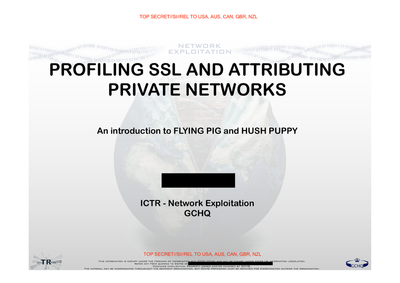 TOP SECRET//SI//REL TO USA, AUS, CAN, GBR, NZL
NETWORK
EXPLOITATION
PROFILING SSL AND ATTRIBUTING
PRIVATE NETWORKS
An introduction to FLYING PIG and HUSH PUPPY
ICTR - Network Exploitation
GCHQ
TOP SECRET//SI//REL TO USA, AUS, CAN, GBR, NZL
TR
GCHQ